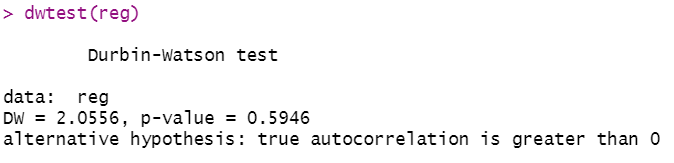 > dwtest(reg)
Durbin-Watson test
data:  reg
DW = 2.0556, p-value = 0.5946
alternative hypothesis: true autocorrelation is greater than 0